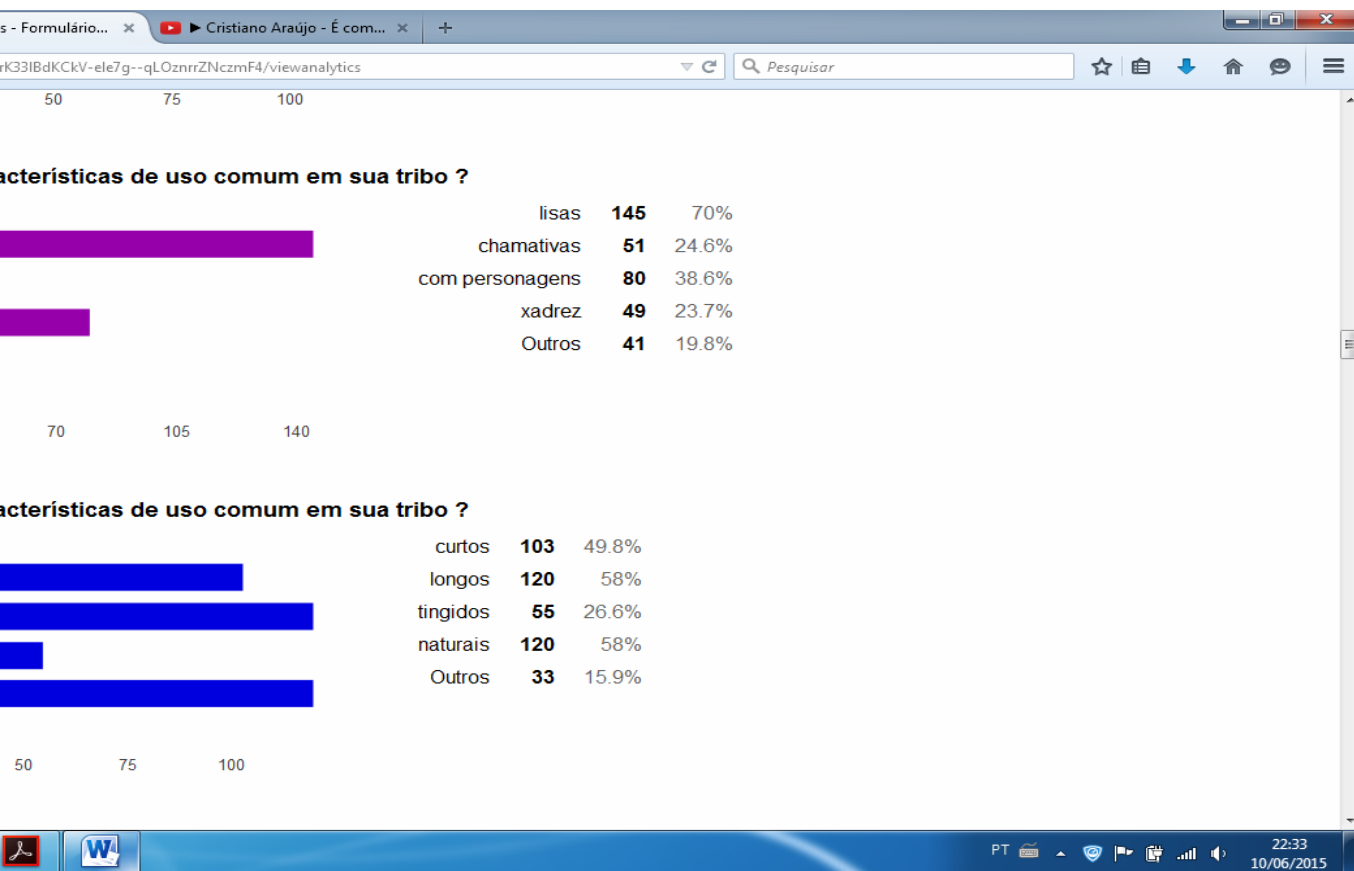 s - Formulário...
► Cristiano Araújo - É com...
rK33IBdKCkV-ele7g--qLOznrrZNczmF4/viewanalytics
Pesquisar
50 75 100
acterísticas de uso comum em sua tribo ?
lisas 145 70%
chamativas 51 24.6%
com personagens 80 38.6%
xadrez 49 23.7%
Outros 41 19.8%
70 105 140
acterísticas de uso comum em sua tribo ?
curtos 103 49.8%
longos 120 58%
tingidos 55 26.6%
naturais 120 58%
Outros 33 15.9%
50 75 100
W
PT
22:33
10/06/2015